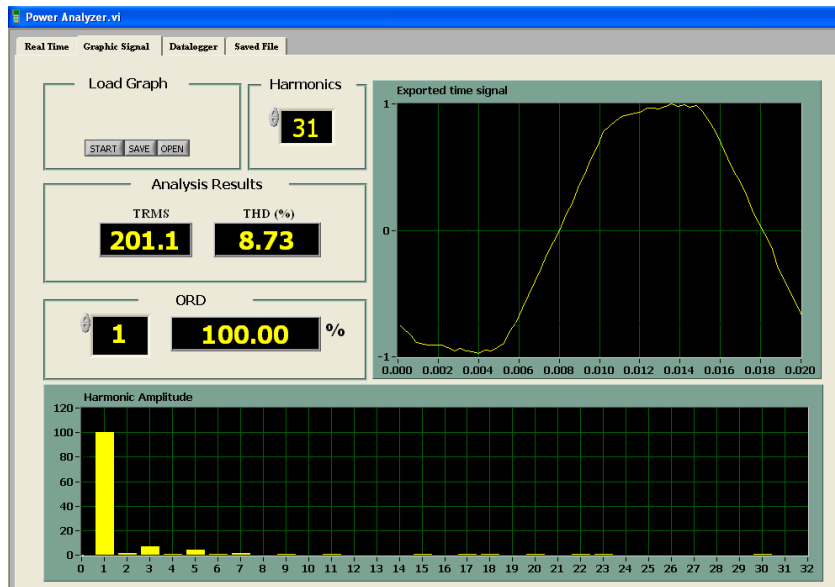 Power Analyzer.vi
Real Time Graphic Signal Datalogger Saved File
Load Graph
START SAVE OPEN
Harmonics
31
Analysis Results
TRMS THD (%)
201.1 8.73
ORD
1 100.00 %
Exported time signal
1
0
-1
0.000 0.002 0.004 0.006 0.008 0.010 0.012 0.014 0.016 0.018 0.020
Harmonic Amplitude
120
100
80
60
40
20
0
0 1 2 3 4 5 6 7 8 9 10 11 12 13 14 15 16 17 18 19 20 21 22 23 24 25 26 27 28 29 30 31 32